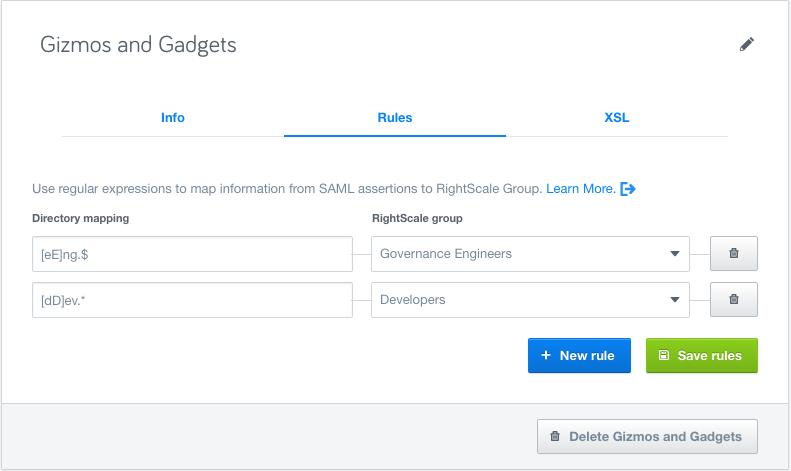 Gizmos and Gadgets
Info Rules XSL
Use regular expressions to map information from SAML assertions to RightScale Group. Learn More.
Directory mapping RightScale group
[eE]ng.$ Governance Engineers
[dD]ev.* Developers
+ New rule Save rules
Delete Gizmos and Gadgets